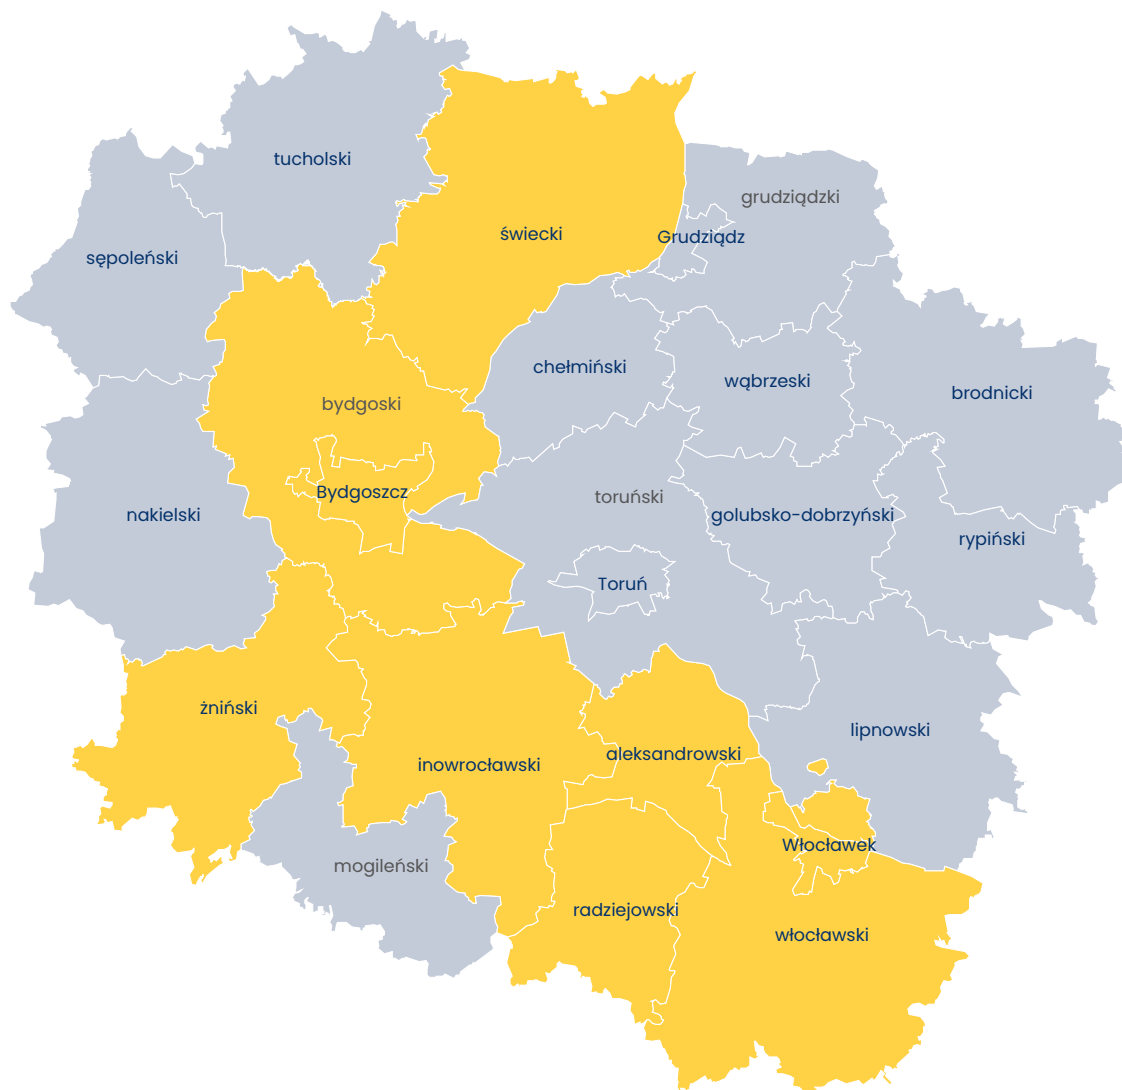 tucholski
grudziądzki
świecki
Grudziądz
sępoleński
chełmiński
wąbrzeski
brodnicki
bydgoski
Bydgoszcz
toruński
nakielski
golubsko-dobrzyński
rypiński
Toruń
żniński
lipnowski
aleksandrowski
inowrocławski
Włocławek
mogileński
radziejowski
włocławski